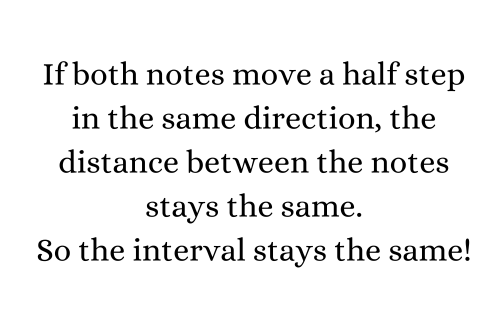 If both notes move a half step
in the same direction, the
distance between the notes
stays the same.
So the interval stays the same!